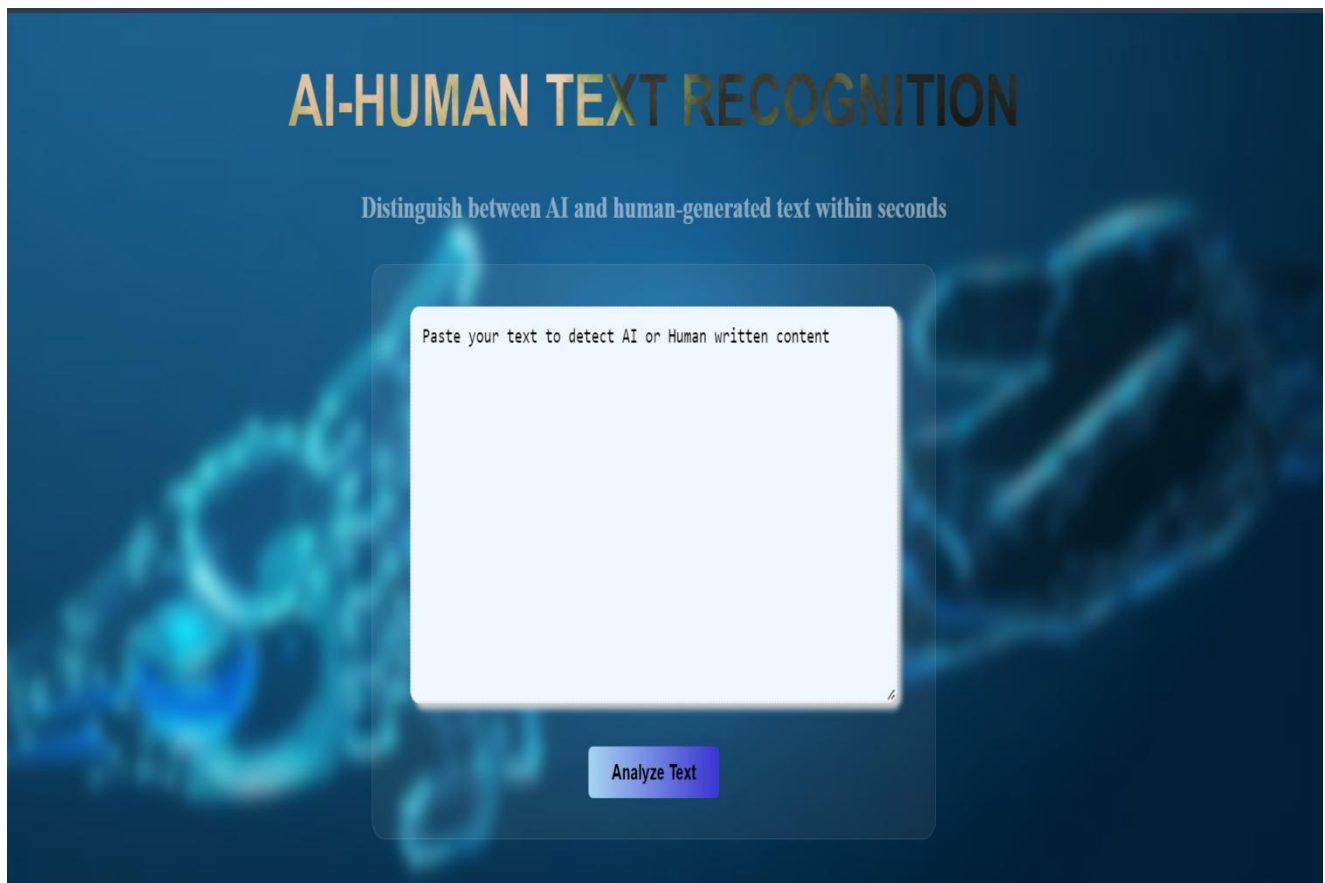 AI-HUMAN TEXT RECOGNITION
Distinguish between AI and human-generated text within seconds
Paste your text to detect AI or Human written content
Analyze Text